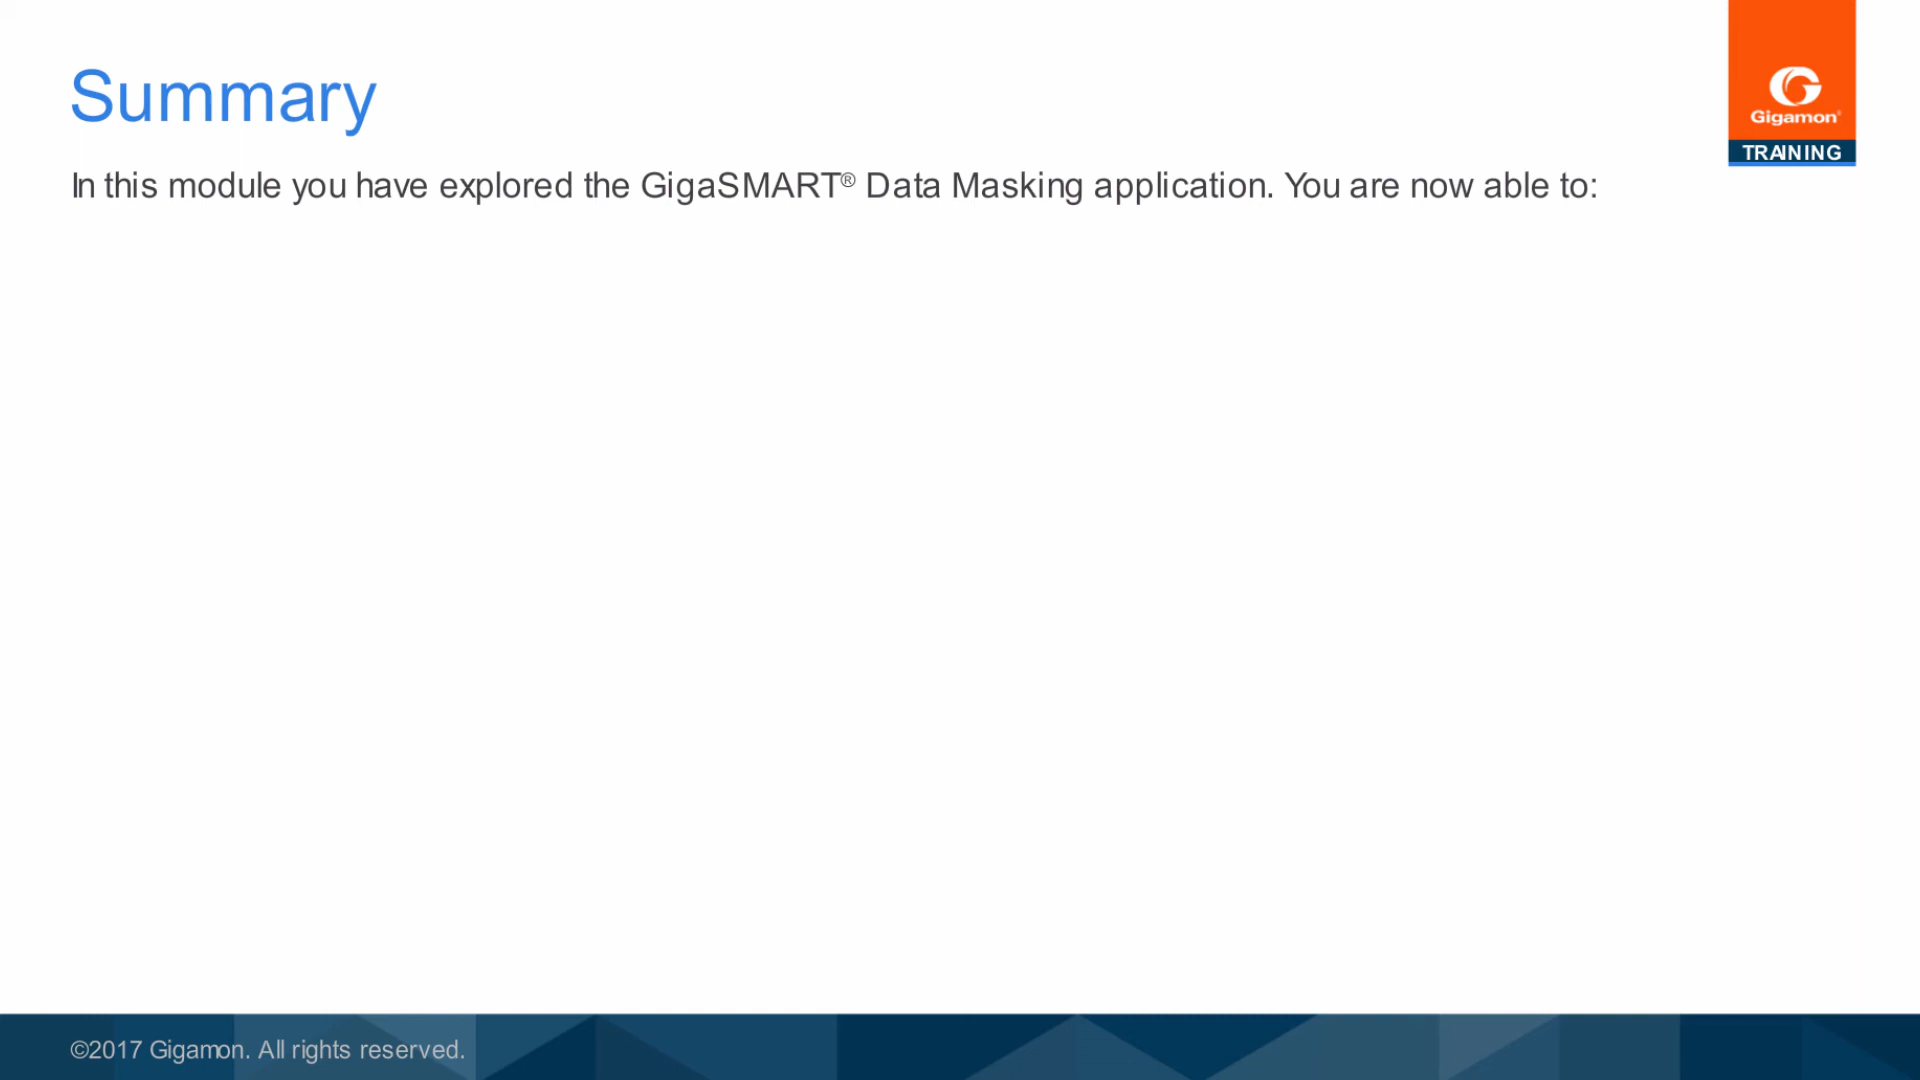 Summary
Gigamon®
TRAINING
In this module you have explored the GigaSMART® Data Masking application. You are now able to:
©2017 Gigamon. All rights reserved.